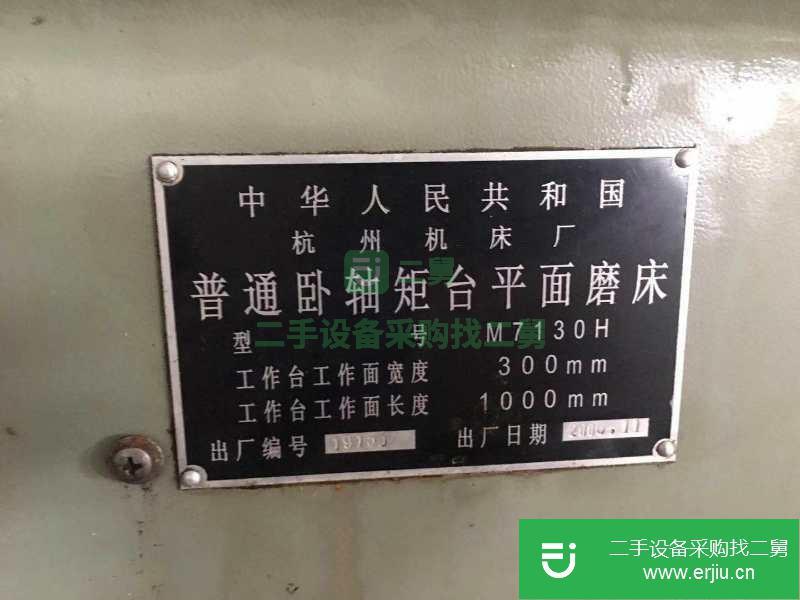 中华人民共和国
杭州机床厂
二舅
普通卧轴矩台平面磨床
二手设备采购找二舅
型号 M7130H
工作台工作面宽度 300mm
工作台工作面长度 1000mm
出厂编号 出厂日期
二手设备采购找二舅
www.erjiu.cn